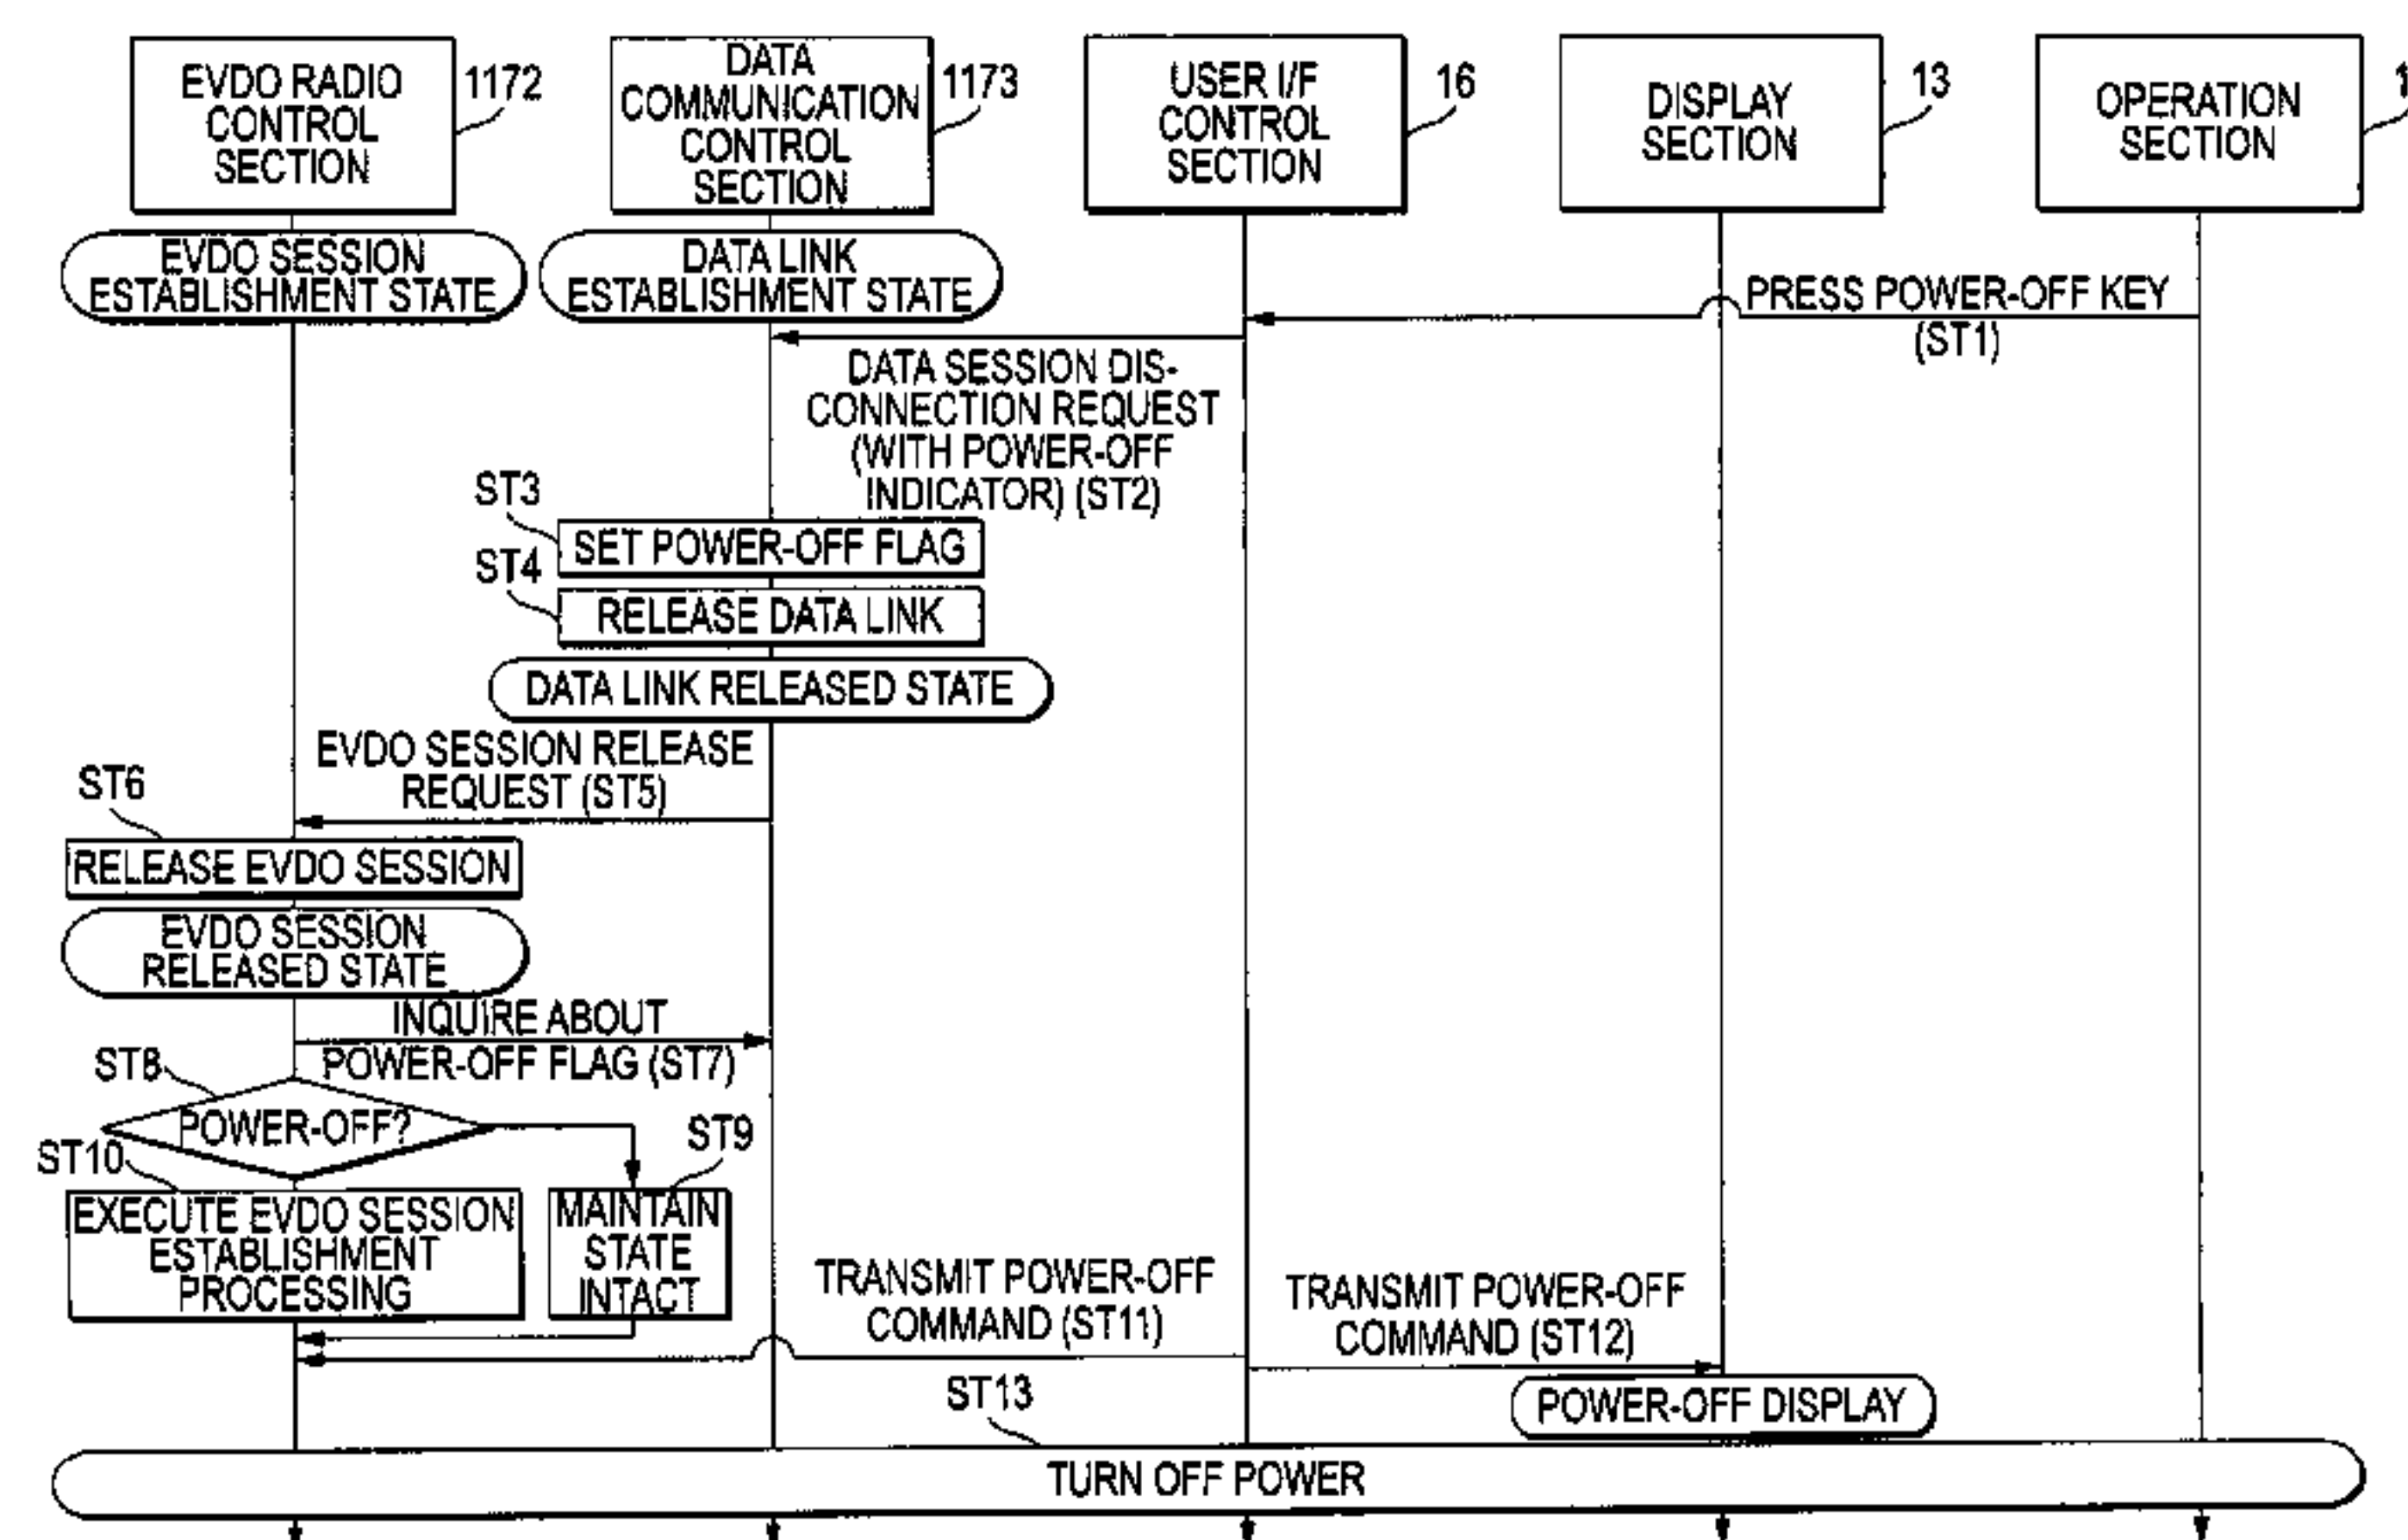 EVDO RADIO
CONTROL
SECTION
1172
DATA
COMMUNICATION
CONTROL
SECTION
1173
USER I/F
CONTROL
SECTION
16
DISPLAY
SECTION
13
OPERATION
SECTION
EVDO SESSION
ESTABLISHMENT STATE
DATA LINK
ESTABLISHMENT STATE
PRESS POWER-OFF KEY
(ST1)
DATA SESSION DIS-
CONNECTION REQUEST
(WITH POWER-OFF
INDICATOR) (ST2)
ST3
SET POWER-OFF FLAG
ST4
RELEASE DATA LINK
DATA LINK RELEASED STATE
EVDO SESSION RELEASE
REQUEST (ST5)
ST6
RELEASE EVDO SESSION
EVDO SESSION
RELEASED STATE
INQUIRE ABOUT
POWER-OFF FLAG (ST7)
ST8
POWER-OFF?
ST9
MAINTAIN
STATE
INTACT
ST10
EXECUTE EVDO SESSION
ESTABLISHMENT
PROCESSING
TRANSMIT POWER-OFF
COMMAND (ST11)
TRANSMIT POWER-OFF
COMMAND (ST12)
POWER-OFF DISPLAY
ST13
TURN OFF POWER